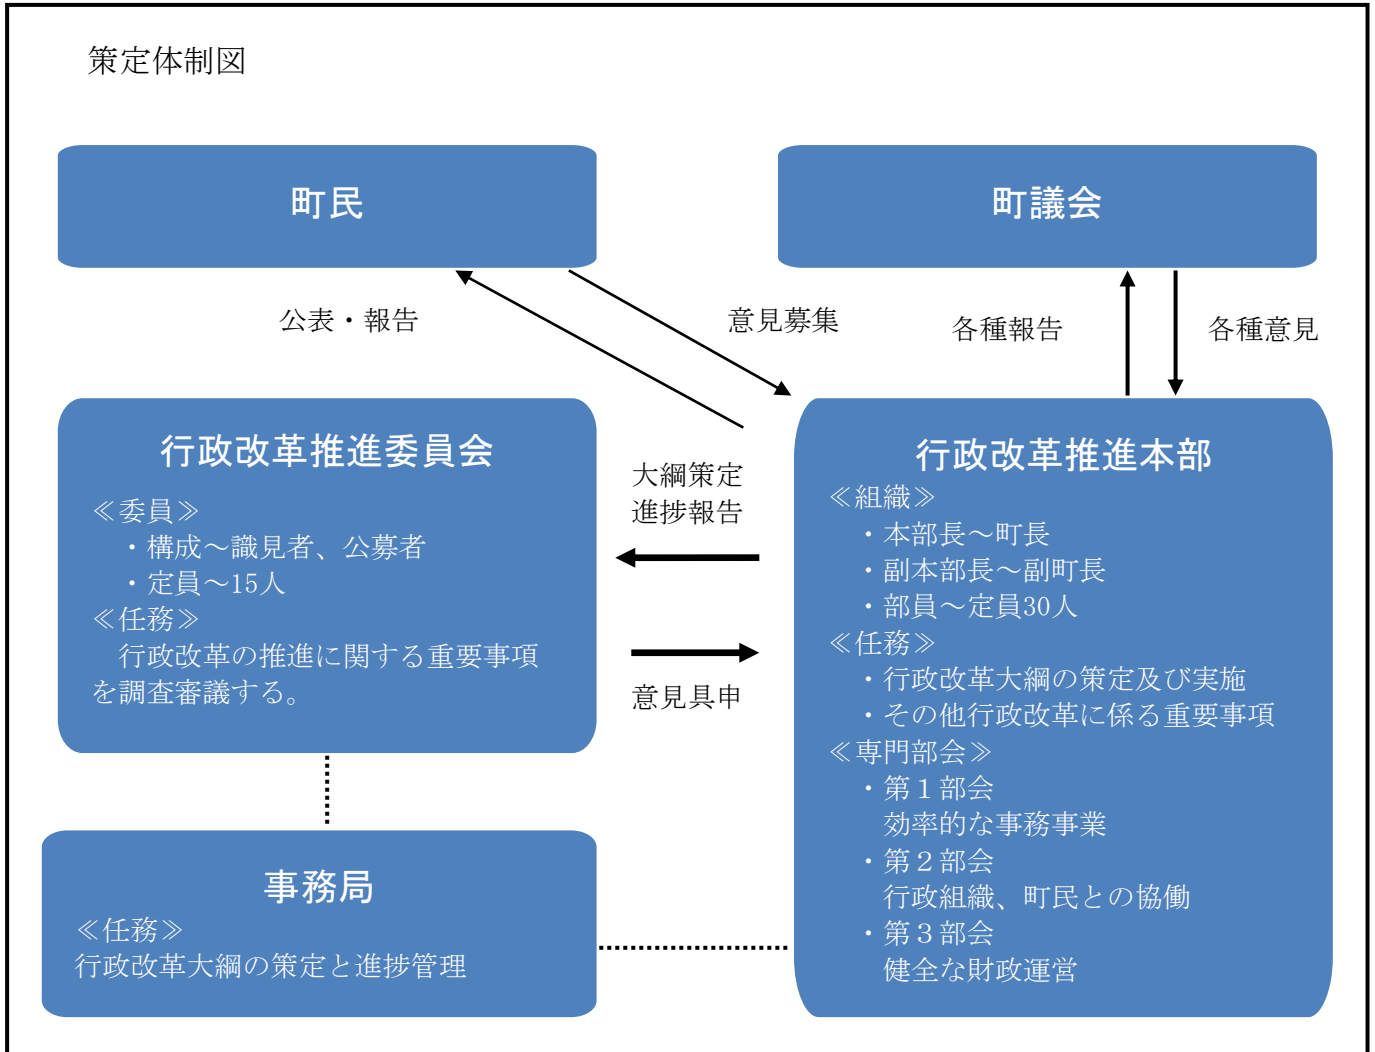 策定体制図
町民
町議会
公表・報告
意見募集
各種報告
各種意見
行政改革推進委員会
≪委員≫
・構成～識見者、公募者
・定員～15人
≪任務≫
行政改革の推進に関する重要事項
を調査審議する。
大綱策定
進捗報告
意見具申
行政改革推進本部
≪組織≫
・本部長～町長
・副本部長～副町長
・部員～定員30人
≪任務≫
・行政改革大綱の策定及び実施
・その他行政改革に係る重要事項
≪専門部会≫
・第１部会
効率的な事務事業
・第２部会
行政組織、町民との協働
・第３部会
健全な財政運営
事務局
≪任務≫
行政改革大綱の策定と進捗管理